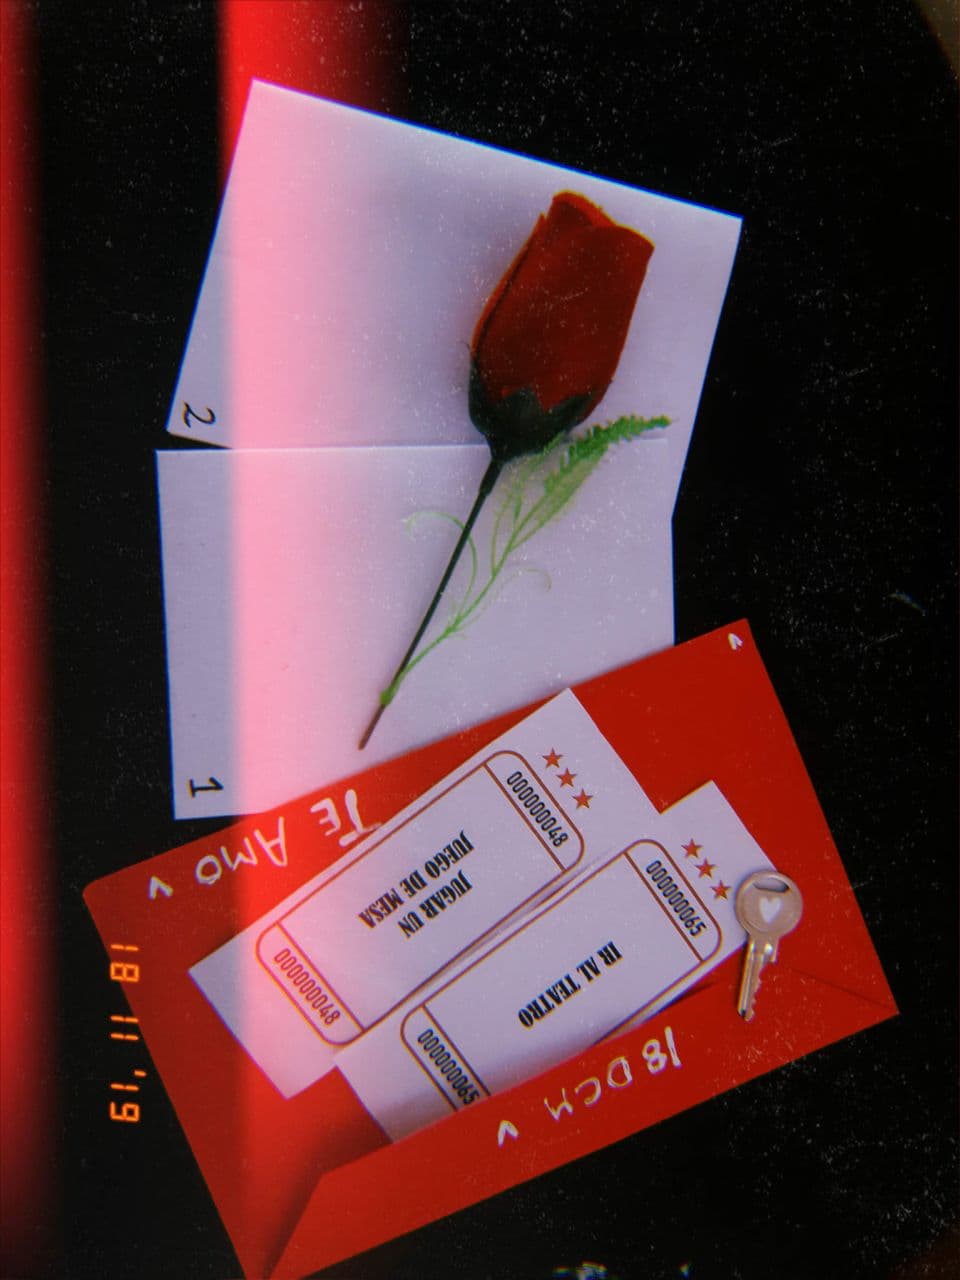 2
1
TE AMO
000000048
JUGAR UN
JUEGO DE MESA
000000048
000000065
IR AL TEATRO
000000065
18 DCM
18 11 '19